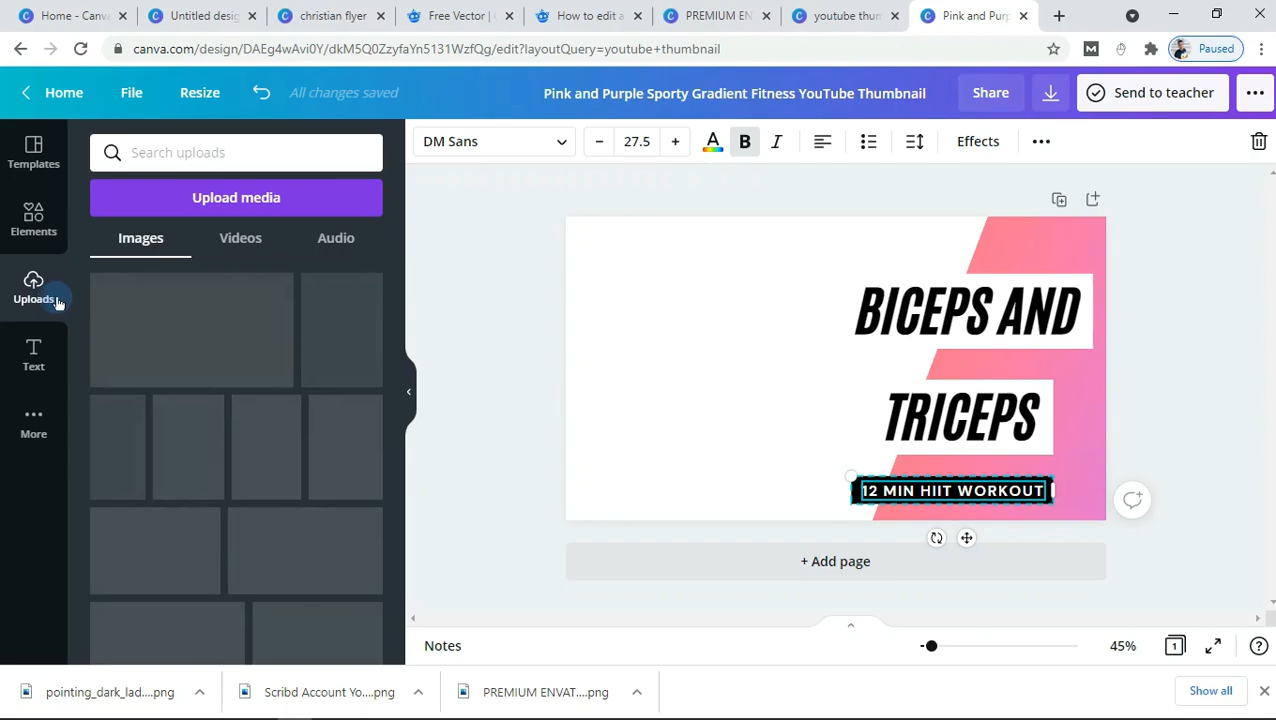 Home - Canva
Untitled desig
christian flyer
Free Vector | 
How to edit a
PREMIUM EN
youtube thum
Pink and Purp
canva.com/design/DAEg4wAvi0Y/dkM5Q0ZzyfaYn5131WzfQg/edit?layoutQuery=youtube+thumbnail
Paused
Home
File
Resize
All changes saved
Pink and Purple Sporty Gradient Fitness YouTube Thumbnail
Share
Send to teacher
Templates
Elements
Uploads
Text
More
Search uploads
Upload media
Images
Videos
Audio
DM Sans
27.5
A
B
I
Effects
BICEPS AND
TRICEPS
12 MIN HIIT WORKOUT
+ Add page
Notes
45%
1
pointing_dark_lad....png
Scribd Account Yo....png
PREMIUM ENVAT....png
Show all